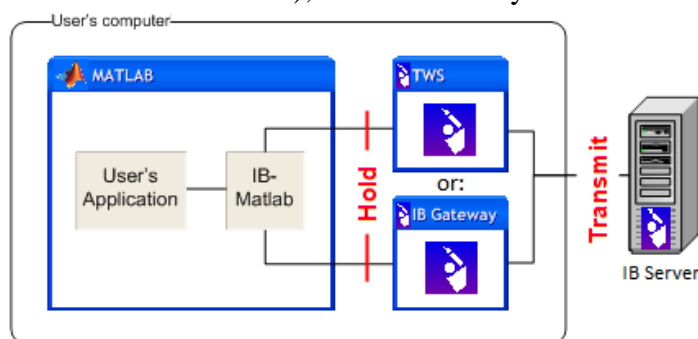 User's computer
MATLAB
TWS
User's
Application
IB-
Matlab
Hold
or:
IB Gateway
Transmit
IB Server